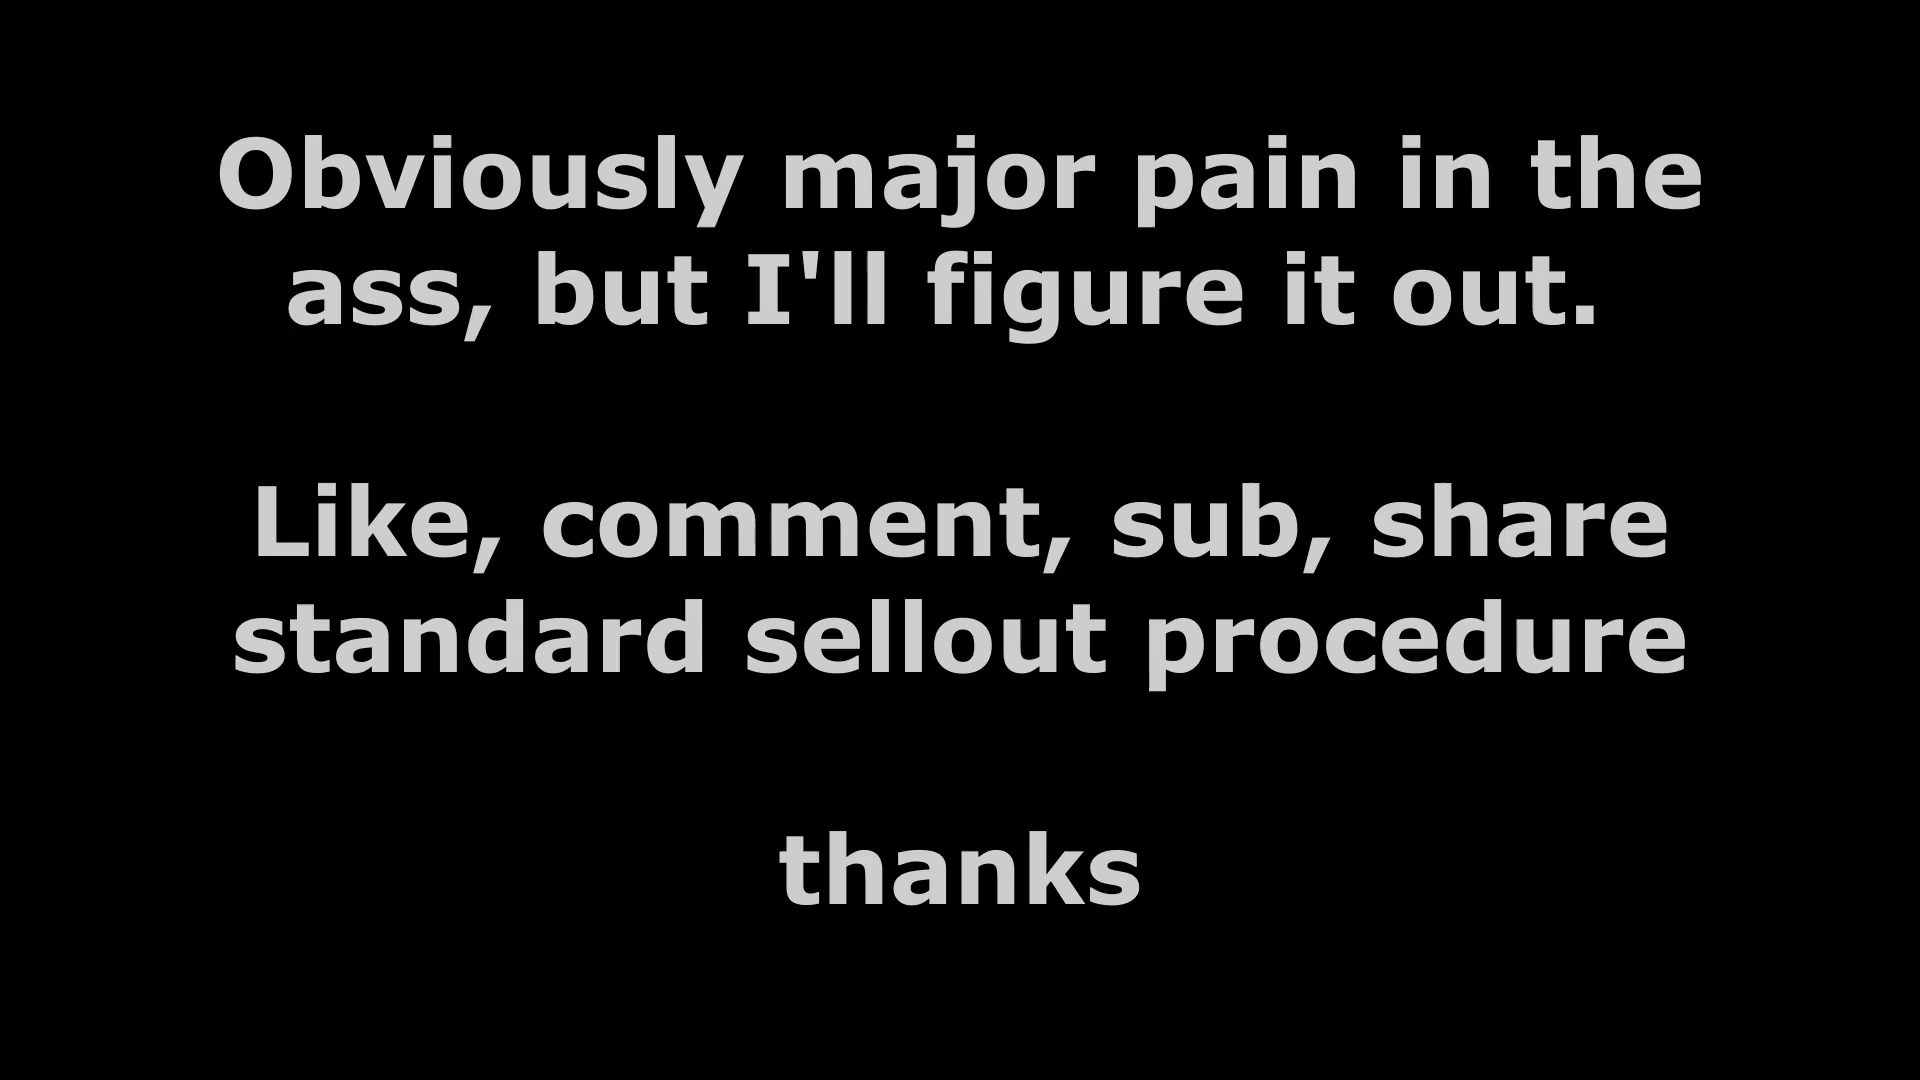 Obviously major pain in the
ass, but I'll figure it out.
Like, comment, sub, share
standard sellout procedure
thanks